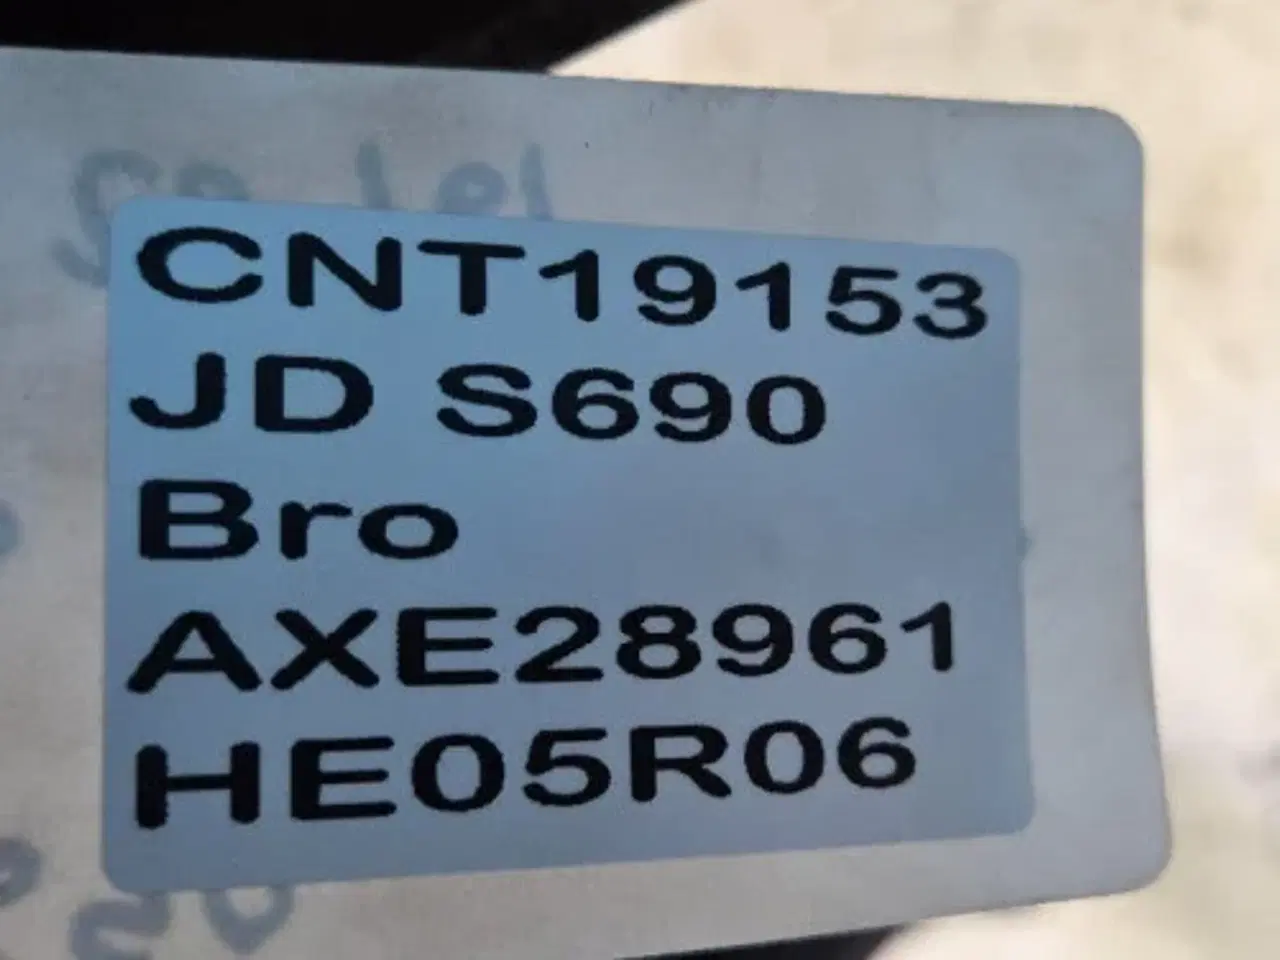 CNT19153
JD S690
Bro
AXE28961
HE05R06